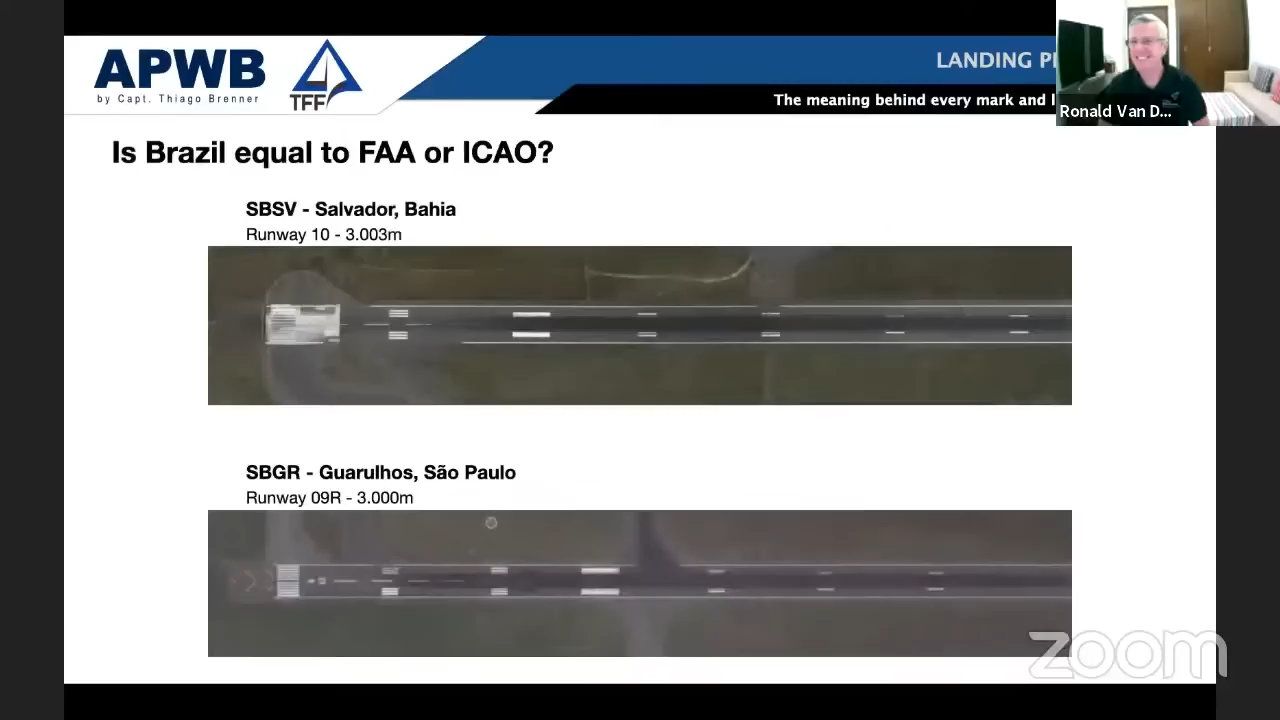 APWB
by Capt. Thiago Brenner
TFF
LANDING P
The meaning behind every mark and l
Ronald Van D...
Is Brazil equal to FAA or ICAO?
SBSV - Salvador, Bahia
Runway 10 - 3.003m
SBGR - Guarulhos, São Paulo
Runway 09R - 3.000m
zoom